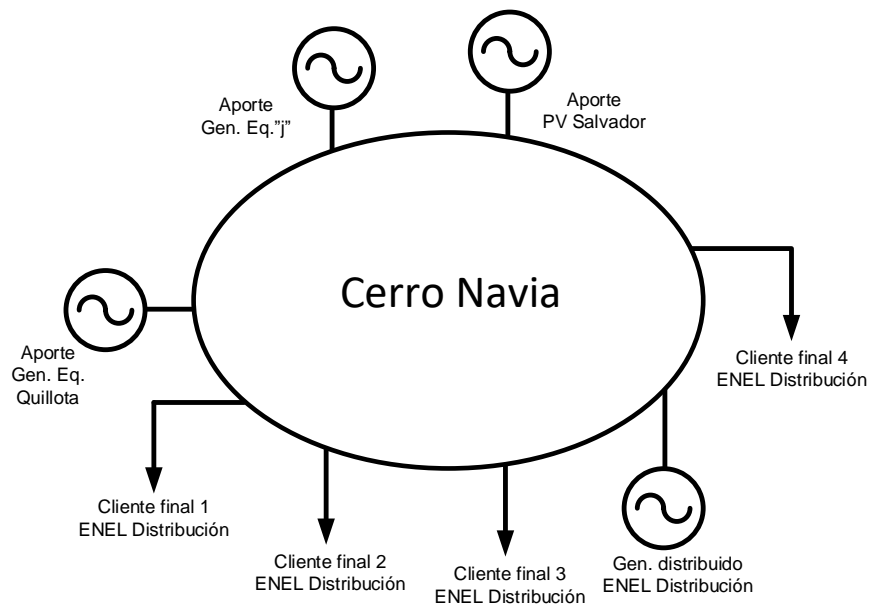 Aporte
Gen. Eq."j"
Aporte
PV Salvador
Cerro Navia
Aporte
Gen. Eq.
Quillota
Cliente final 4
ENEL Distribución
Cliente final 1
ENEL Distribución
Cliente final 2
ENEL Distribución
Cliente final 3
ENEL Distribución
Gen. distribuido
ENEL Distribución